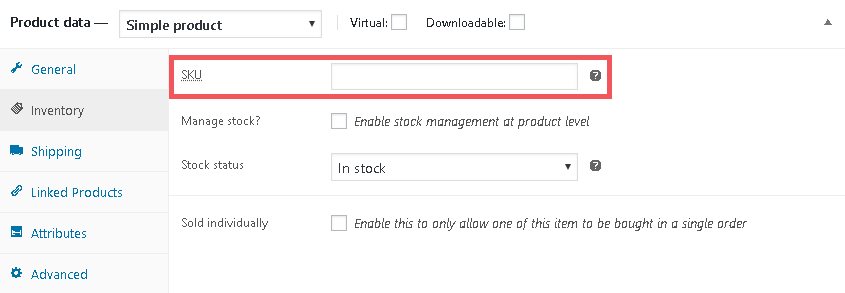 Product data — Simple product Virtual: Downloadable:
General
SKU ?
Inventory
Manage stock? Enable stock management at product level
Shipping
Stock status In stock ?
Linked Products
Sold individually Enable this to only allow one of this item to be bought in a single order
Attributes
Advanced